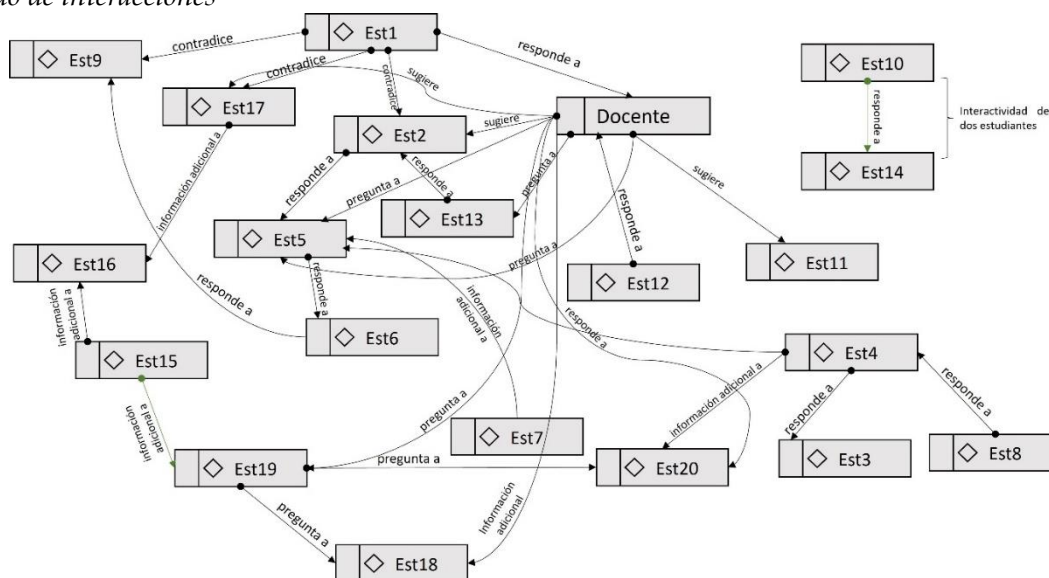 do de interacciones
Est1
contradice
responde a
Est9
contradice
contradice
sugiere
Est10
Est17
Docente
responde a
Interactividad de
dos estudiantes
Est2
sugiere
Est14
información adicional a
responde a
responde a
pregunta a
pregunta a
responde a
sugiere
Est13
Est5
pregunta a
Est16
Est12
Est11
responde a
responde a
información
adicional a
información
adicional a
responde a
Est6
Est4
Est15
información
adicional a
pregunta a
información adicional a
responde a
responde a
Est7
Est3
Est8
Est19
pregunta a
Est20
Información
adicional
pregunta a
Est18